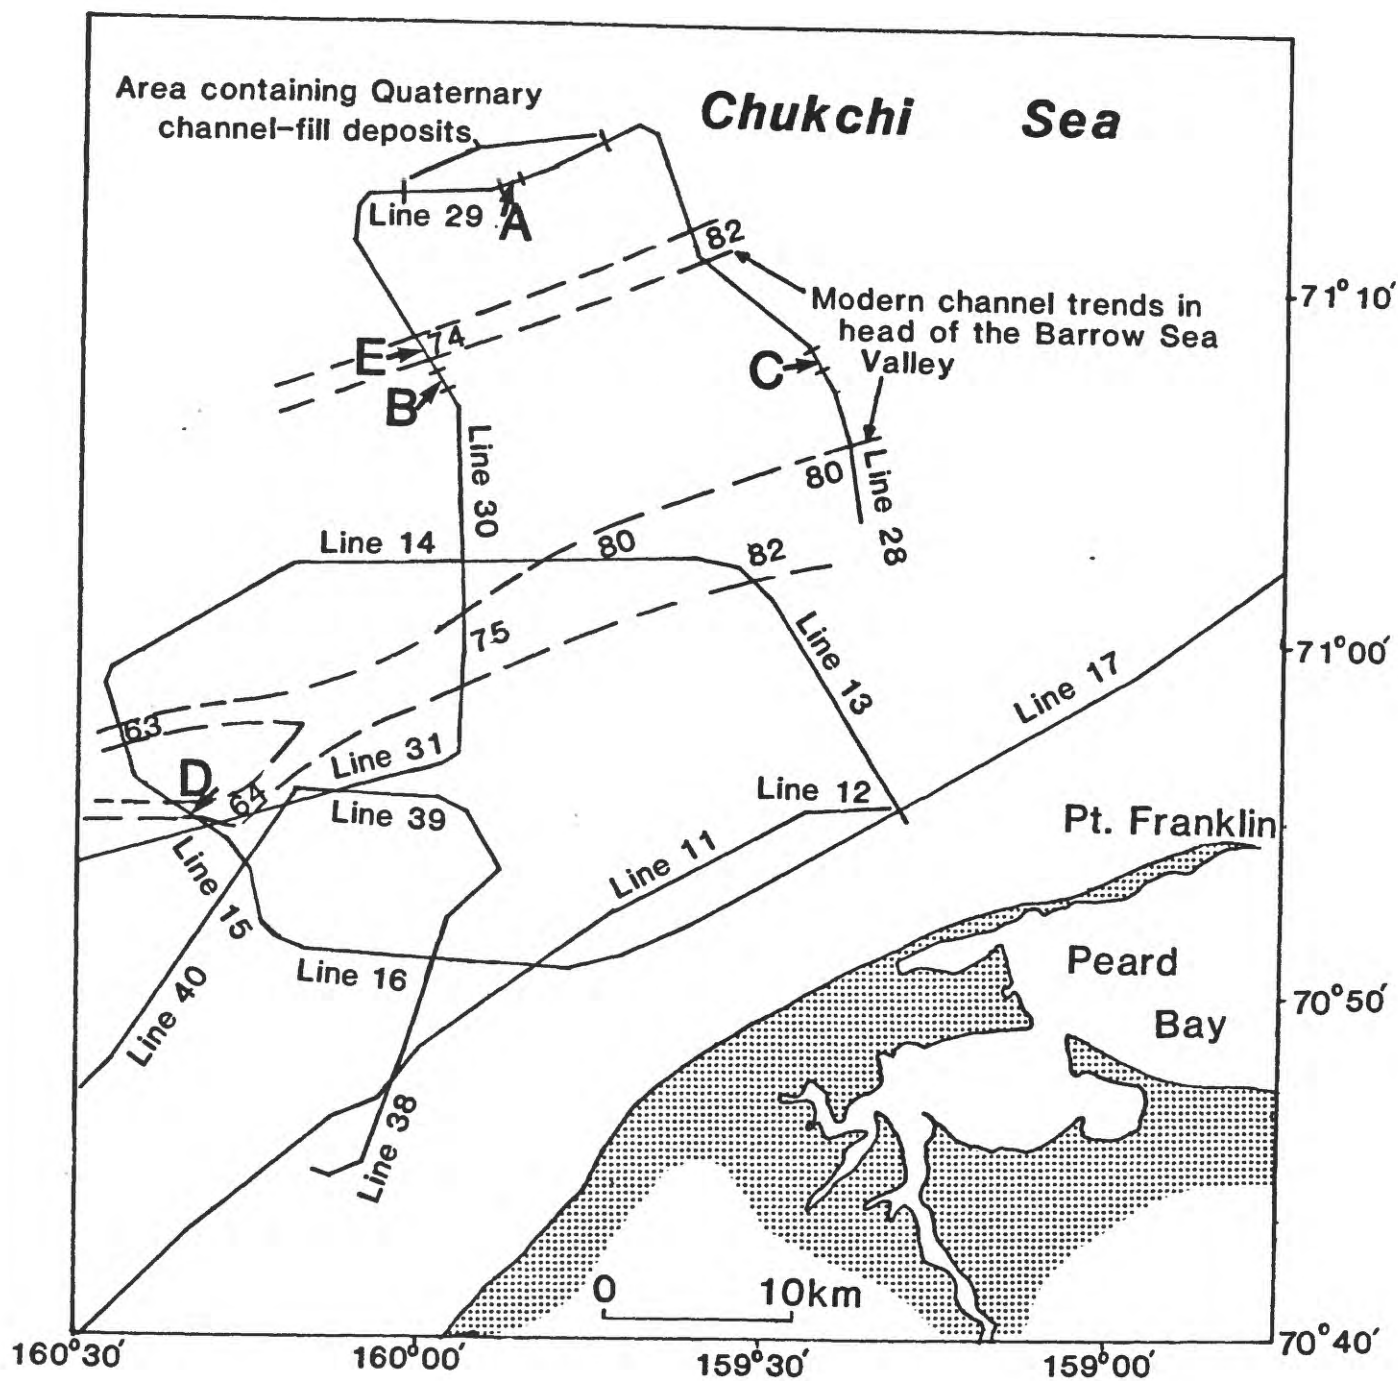 Area containing Quaternary
channel-fill deposits
Chukchi Sea
Line 29
A
82
Modern channel trends in
head of the Barrow Sea
Valley
71°10'
E
74
C
B
Line 30
80
Line 28
Line 14
80
82
75
71°00'
Line 13
Line 17
63
Line 31
D
64
Line 12
Line 39
Pt. Franklin
Line 11
Line 15
Line 16
Peard
Bay
Line 40
70°50'
Line 38
0 10km
70°40'
160°30' 160°00' 159°30' 159°00'